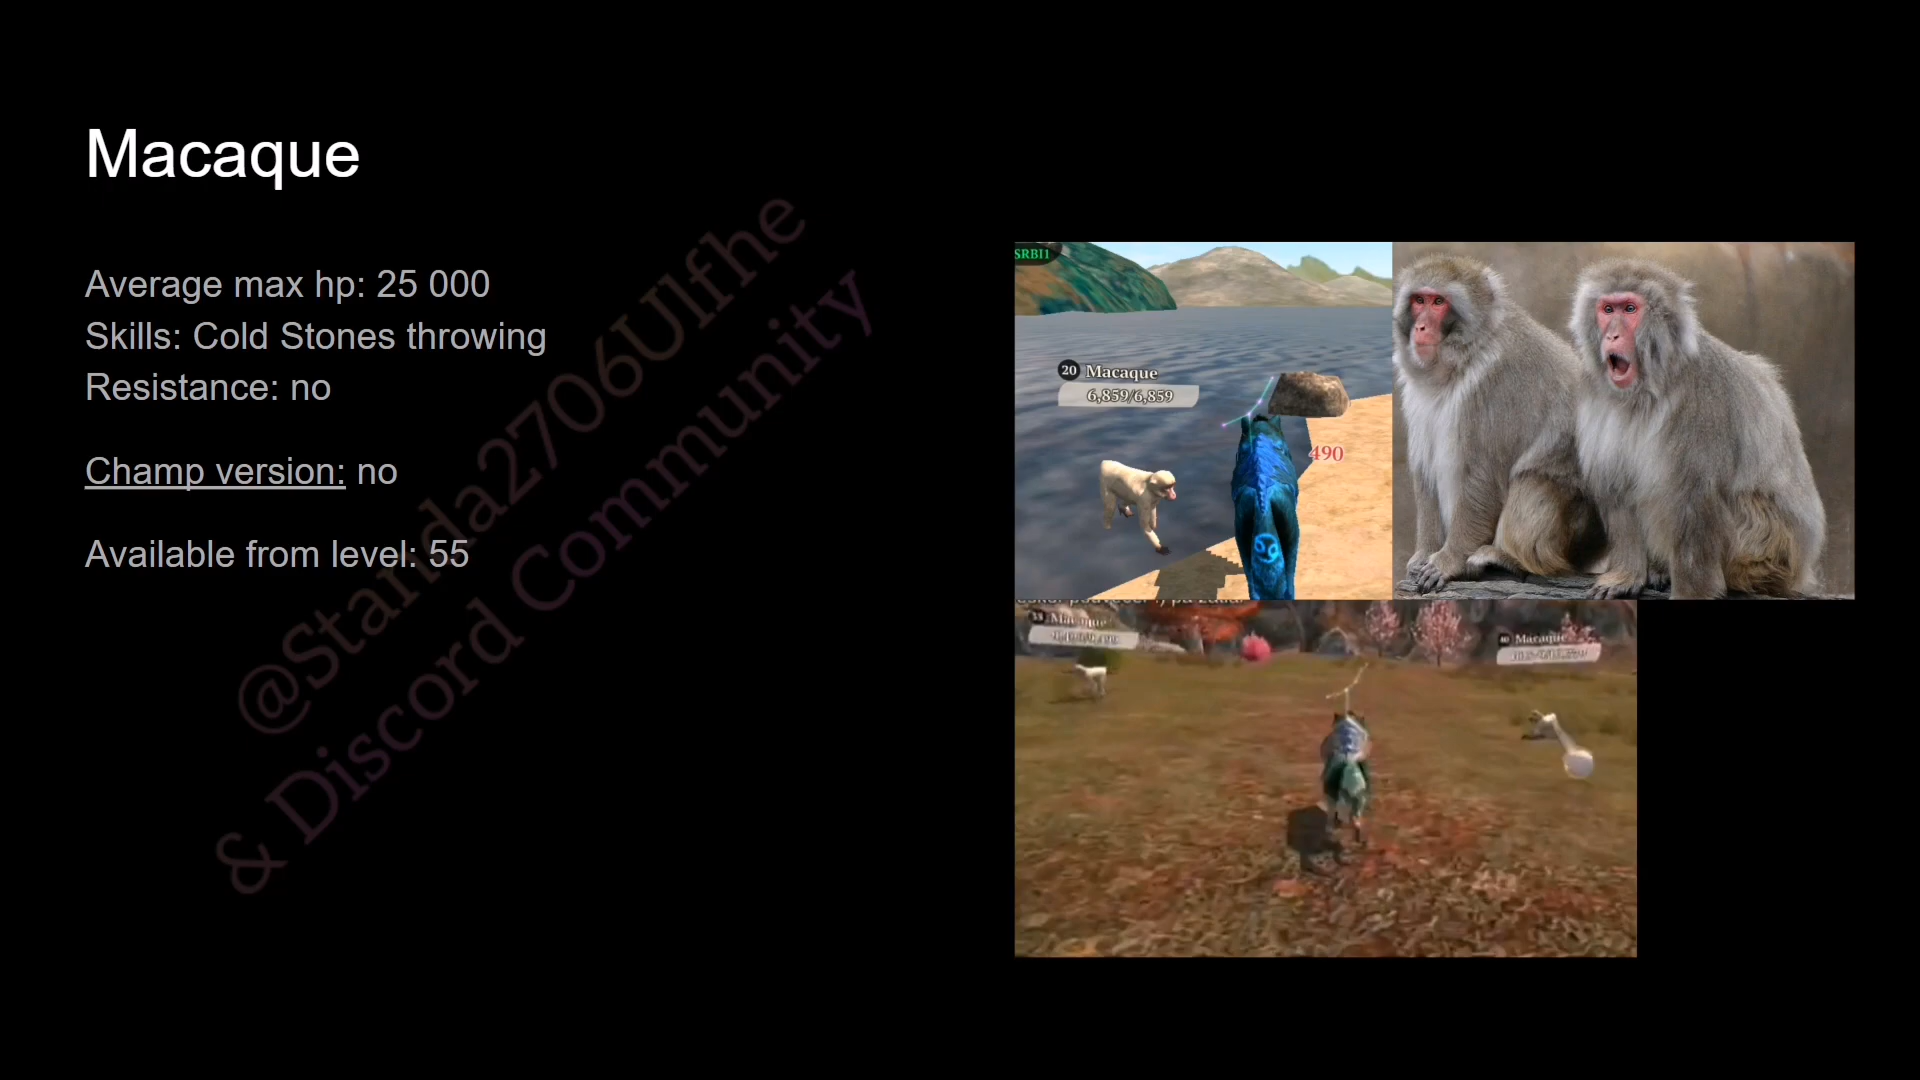 Macaque
Average max hp: 25 000
Skills: Cold Stones throwing
Resistance: no
Champ version: no
Available from level: 55
@Standa2706Ulfhe
& Discord Community
SRBI1
20 Macaque
6,859/6,859
490
Macaque
Macaque